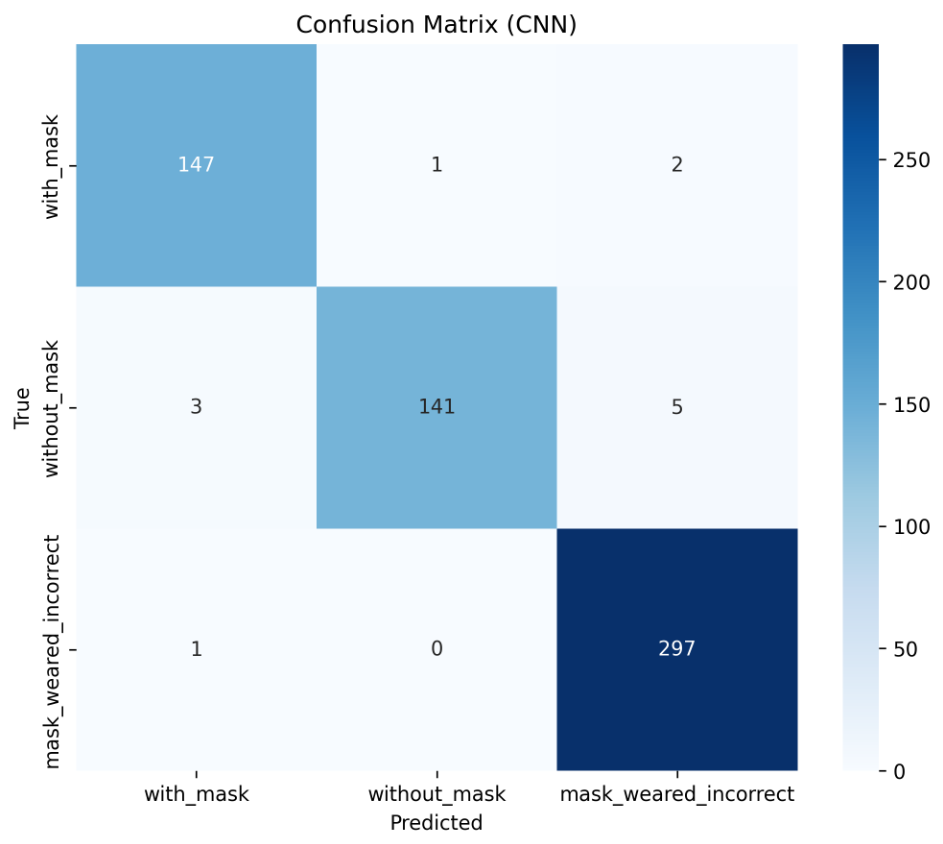 Confusion Matrix (CNN)
True
with_mask
147 1 2
without_mask
3 141 5
mask_weared_incorrect
1 0 297
with_mask without_mask mask_weared_incorrect
Predicted
250
200
150
100
50
0